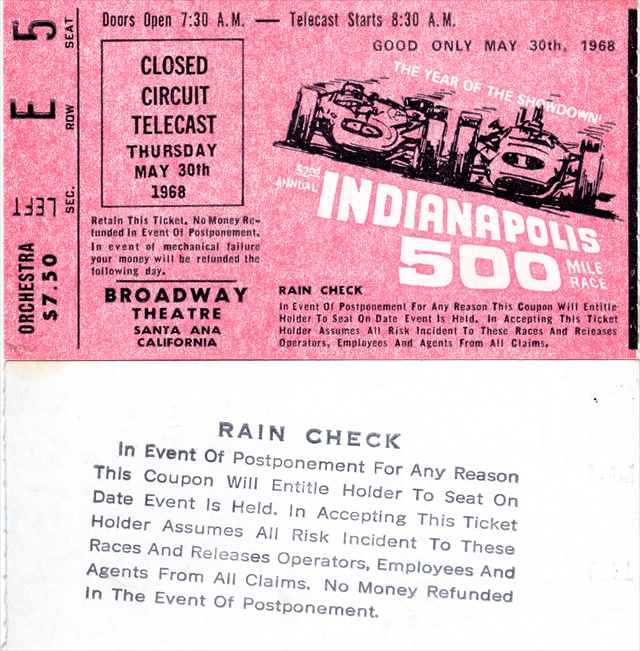 Doors Open 7:30 A.M. — Telecast Starts 8:30 A.M.
GOOD ONLY MAY 30th, 1968
CLOSED
CIRCUIT
TELECAST
THURSDAY
MAY 30th
1968
THE YEAR OF THE SHOWDOWN!
52nd
ANNUAL
INDIANAPOLIS
500
MILE
RACE
Retain This Ticket. No Money Re-
funded In Event Of Postponement.
In event of mechanical failure
your money will be refunded the
following day.
BROADWAY
THEATRE
SANTA ANA
CALIFORNIA
RAIN CHECK
In Event Of Postponement For Any Reason This Coupon Will Entitle
Holder To Seat On Date Event Is Held. In Accepting This Ticket
Holder Assumes All Risk Incident To These Races And Releases
Operators, Employees And Agents From All Claims.
ORCHESTRA
$7.50
LEFT
SEC.
E
ROW
5
SEAT
RAIN CHECK
In Event Of Postponement For Any Reason
This Coupon Will Entitle Holder To Seat On
Date Event Is Held. In Accepting This Ticket
Holder Assumes All Risk Incident To These
Races And Releases Operators, Employees And
Agents From All Claims. No Money Refunded
In The Event Of Postponement.